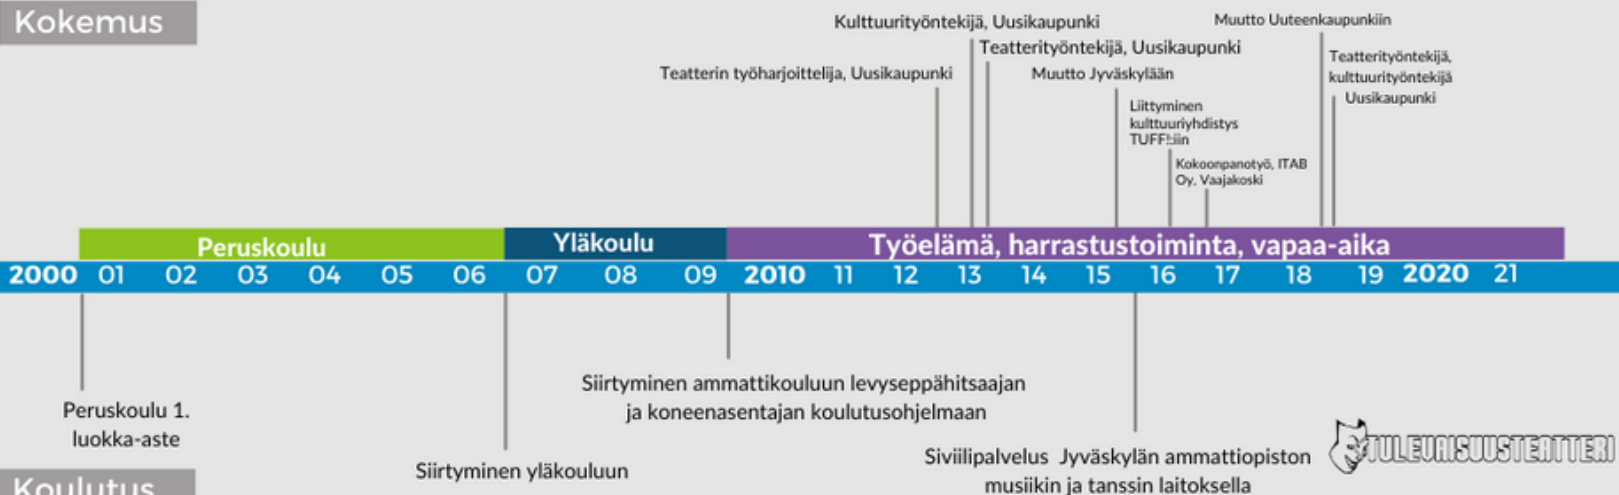 Kokemus
Kulttuurityöntekijä, Uusikaupunki
Muutto Uuteenkaupunkiin
Teatterityöntekijä, Uusikaupunki
Teatterityöntekijä,
kulttuurityöntekijä
Uusikaupunki
Teatterin työharjoittelija, Uusikaupunki
Muutto Jyväskylään
Liittyminen
kulttuuriyhdistys
TUFF!:iin
Kokoonpanotyö, ITAB
Oy, Vaajakoski
Peruskoulu
Yläkoulu
Työelämä, harrastustoiminta, vapaa-aika
2000 01 02 03 04 05 06 07 08 09 2010 11 12 13 14 15 16 17 18 19 2020 21
Peruskoulu 1.
luokka-aste
Siirtyminen yläkouluun
Siirtyminen ammattikouluun levyseppähitsaajan
ja koneenasentajan koulutusohjelmaan
Siviilipalvelus Jyväskylän ammattiopiston
musiikin ja tanssin laitoksella
TULEVAISUUSTEATTERI
Koulutus